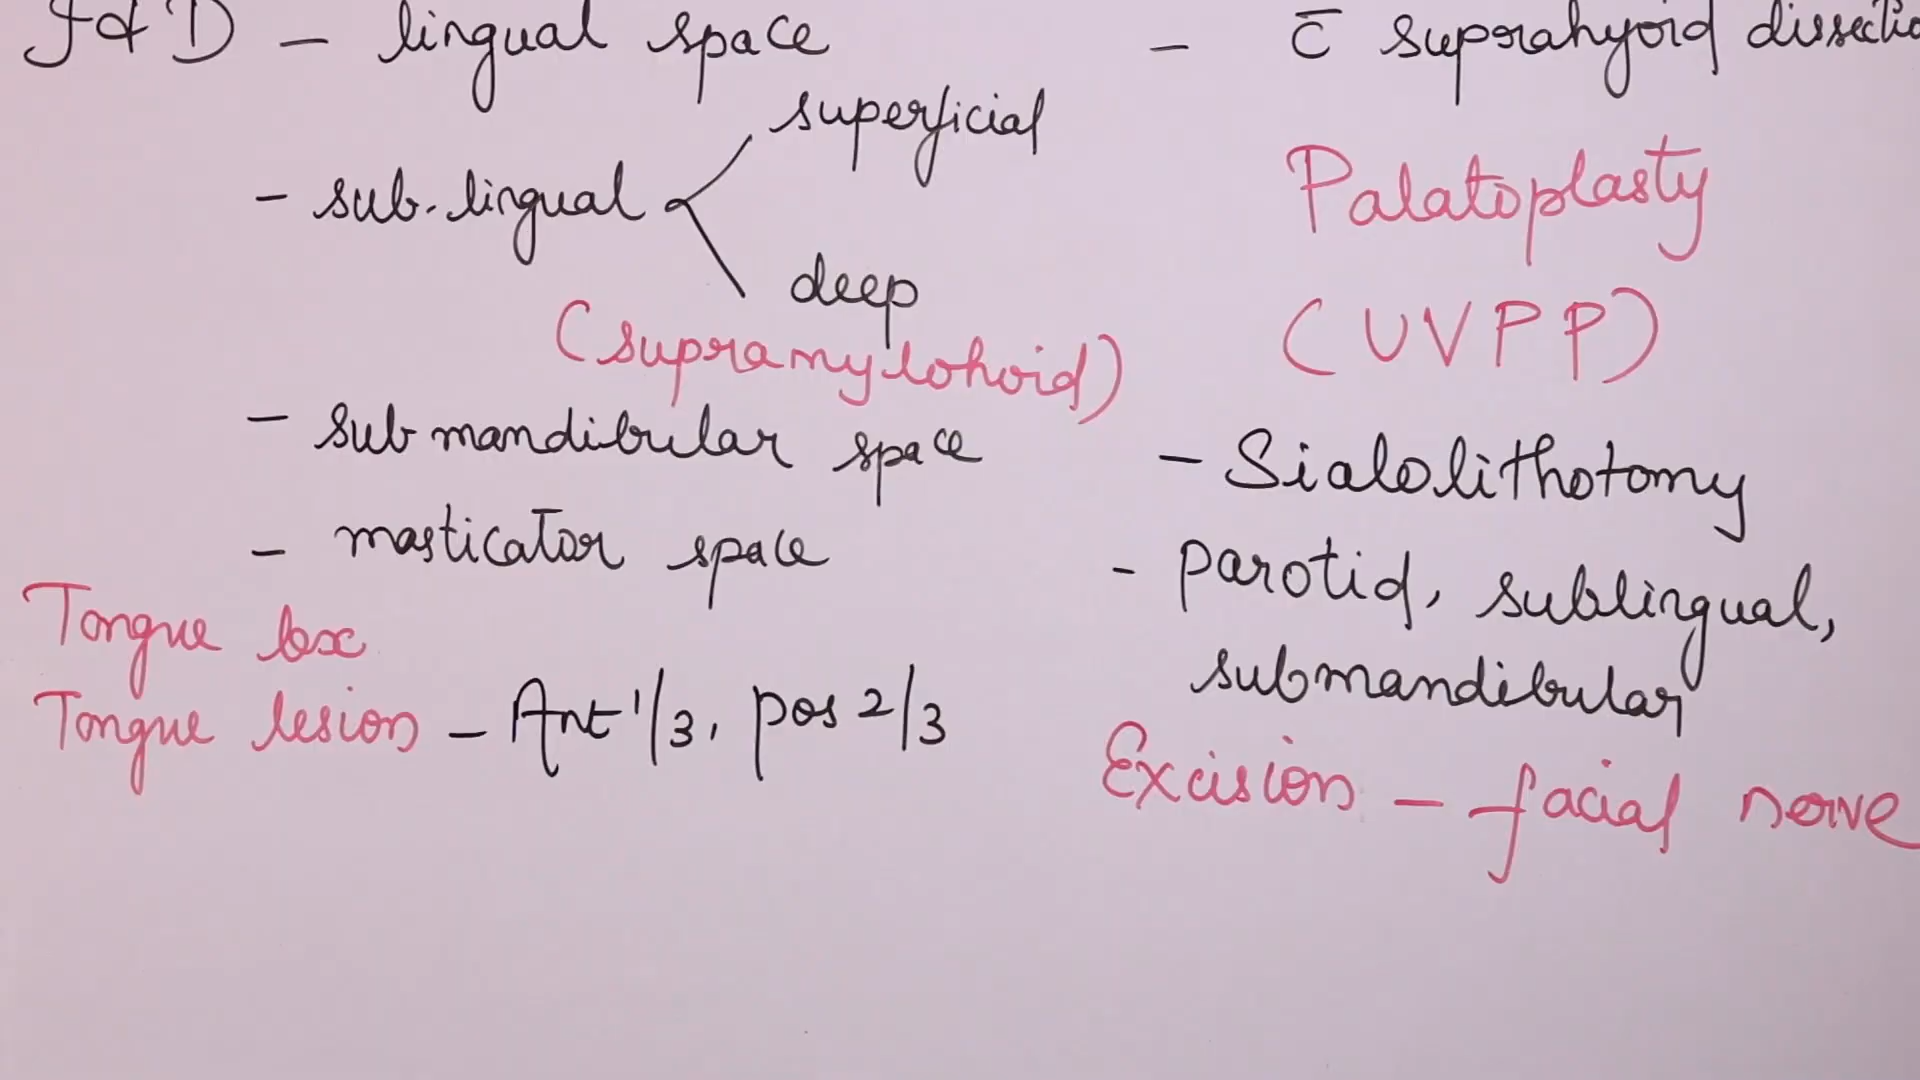 I & D - lingual space
superficial
- sub-lingual
deep
(supramylohoid)
- submandibular space
- masticator space
Tongue bx
Tongue lesion - Ant 1/3, pos 2/3
- c̄ suprahyoid dissectio
Palatoplasty
(UVPP)
- Sialolithotomy
- parotid, sublingual,
submandibular
Excision - facial nerve